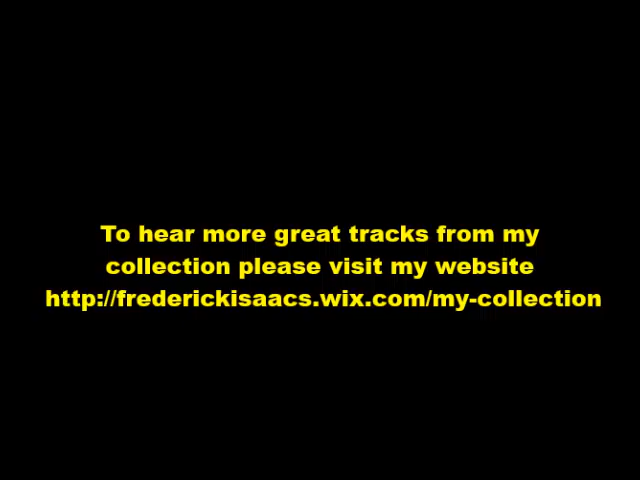 To hear more great tracks from my
collection please visit my website
http://frederickisaacs.wix.com/my-collection